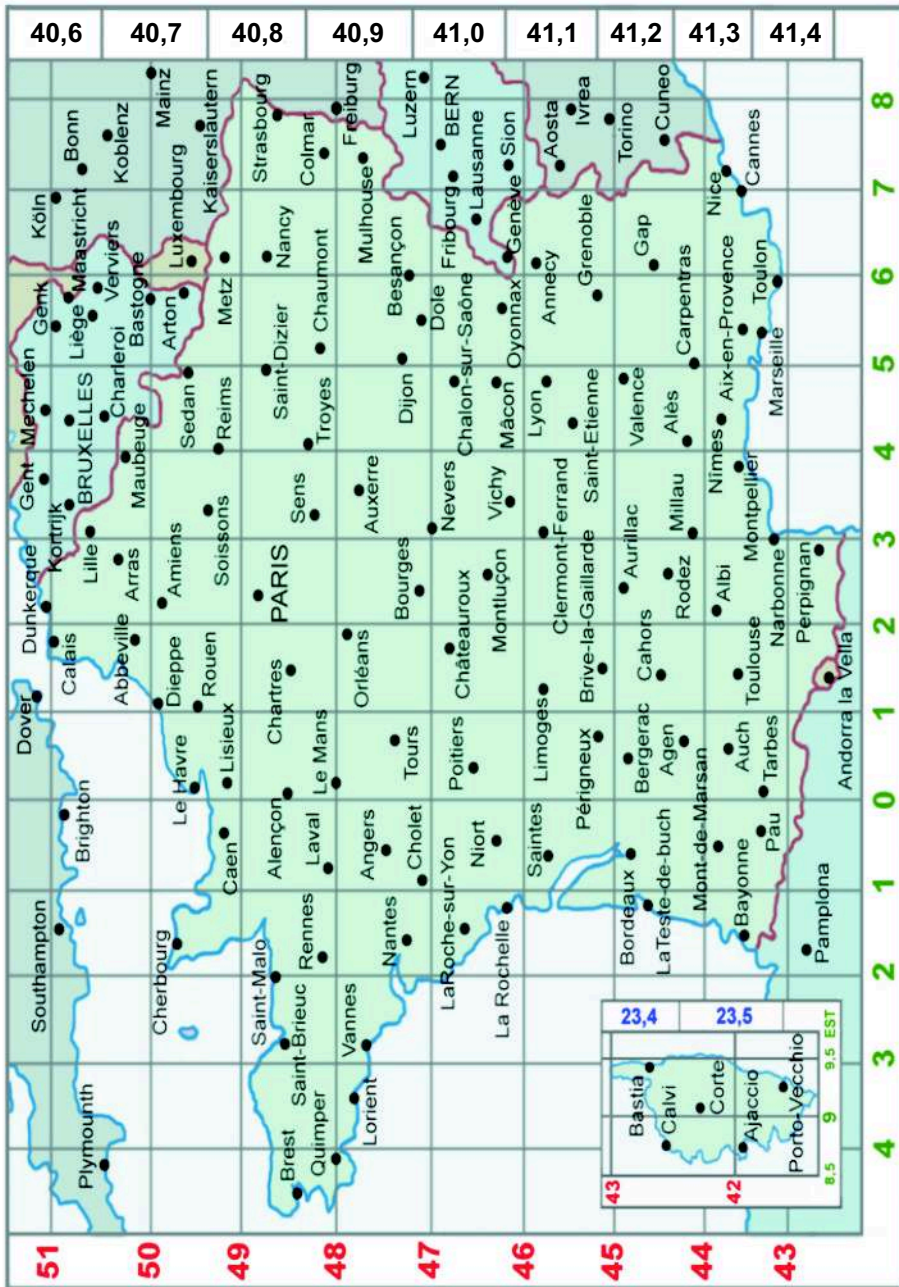 40,6
40,7
40,8
40,9
41,0
41,1
41,2
41,3
41,4
51
50
49
48
47
46
45
44
43
8
7
6
5
4
3
2
1
0
1
2
3
4
Köln
Bonn
Koblenz
Mainz
Kaiserslautern
Luxembourg
Maastricht
Genk
Liège
Verviers
Bastogne
Arton
Charleroi
Mechelen
BRUXELLES
Gent
Kortrijk
Maubeuge
Sedan
Reims
Metz
Nancy
Strasbourg
Colmar
Freiburg
Mulhouse
Luzern
BERN
Fribourg
Lausanne
Sion
Genève
Aosta
Ivrea
Torino
Cuneo
Nice
Cannes
Saint-Dizier
Chaumont
Troyes
Besançon
Dole
Dijon
Chalon-sur-Saône
Oyonnax
Mâcon
Annecy
Grenoble
Gap
Lyon
Saint-Etienne
Valence
Carpentras
Alès
Nîmes
Aix-en-Provence
Toulon
Marseille
Montpellier
Dunkerque
Calais
Lille
Arras
Amiens
Abbeville
Soissons
Dieppe
Rouen
PARIS
Sens
Auxerre
Nevers
Vichy
Bourges
Châteauroux
Montluçon
Clermont-Ferrand
Brive-la-Gaillarde
Aurillac
Millau
Rodez
Cahors
Albi
Toulouse
Narbonne
Perpignan
Andorra la Vella
Dover
Brighton
Southampton
Plymounth
Le Havre
Lisieux
Caen
Cherbourg
Chartres
Orléans
Le Mans
Alençon
Laval
Tours
Angers
Cholet
Poitiers
Niort
Limoges
Saintes
Périgueux
Bergerac
Agen
Mont-de-Marsan
Auch
Tarbes
Pau
Bayonne
Pamplona
Bordeaux
LaTeste-de-buch
Saint-Malo
Rennes
Nantes
LaRoche-sur-Yon
La Rochelle
Saint-Brieuc
Vannes
Brest
Quimper
Lorient
23,4
23,5
43
42
9,5 EST
9
8,5
Bastia
Calvi
Corte
Ajaccio
Porto-Vecchio